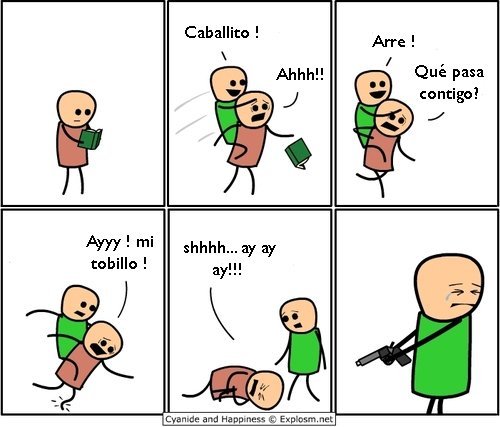 Caballito !
Ahhh!!
Arre !
Qué pasa
contigo?
Ayyy ! mi
tobillo !
shhhh... ay ay
ay!!!
Cyanide and Happiness © Explosm.net